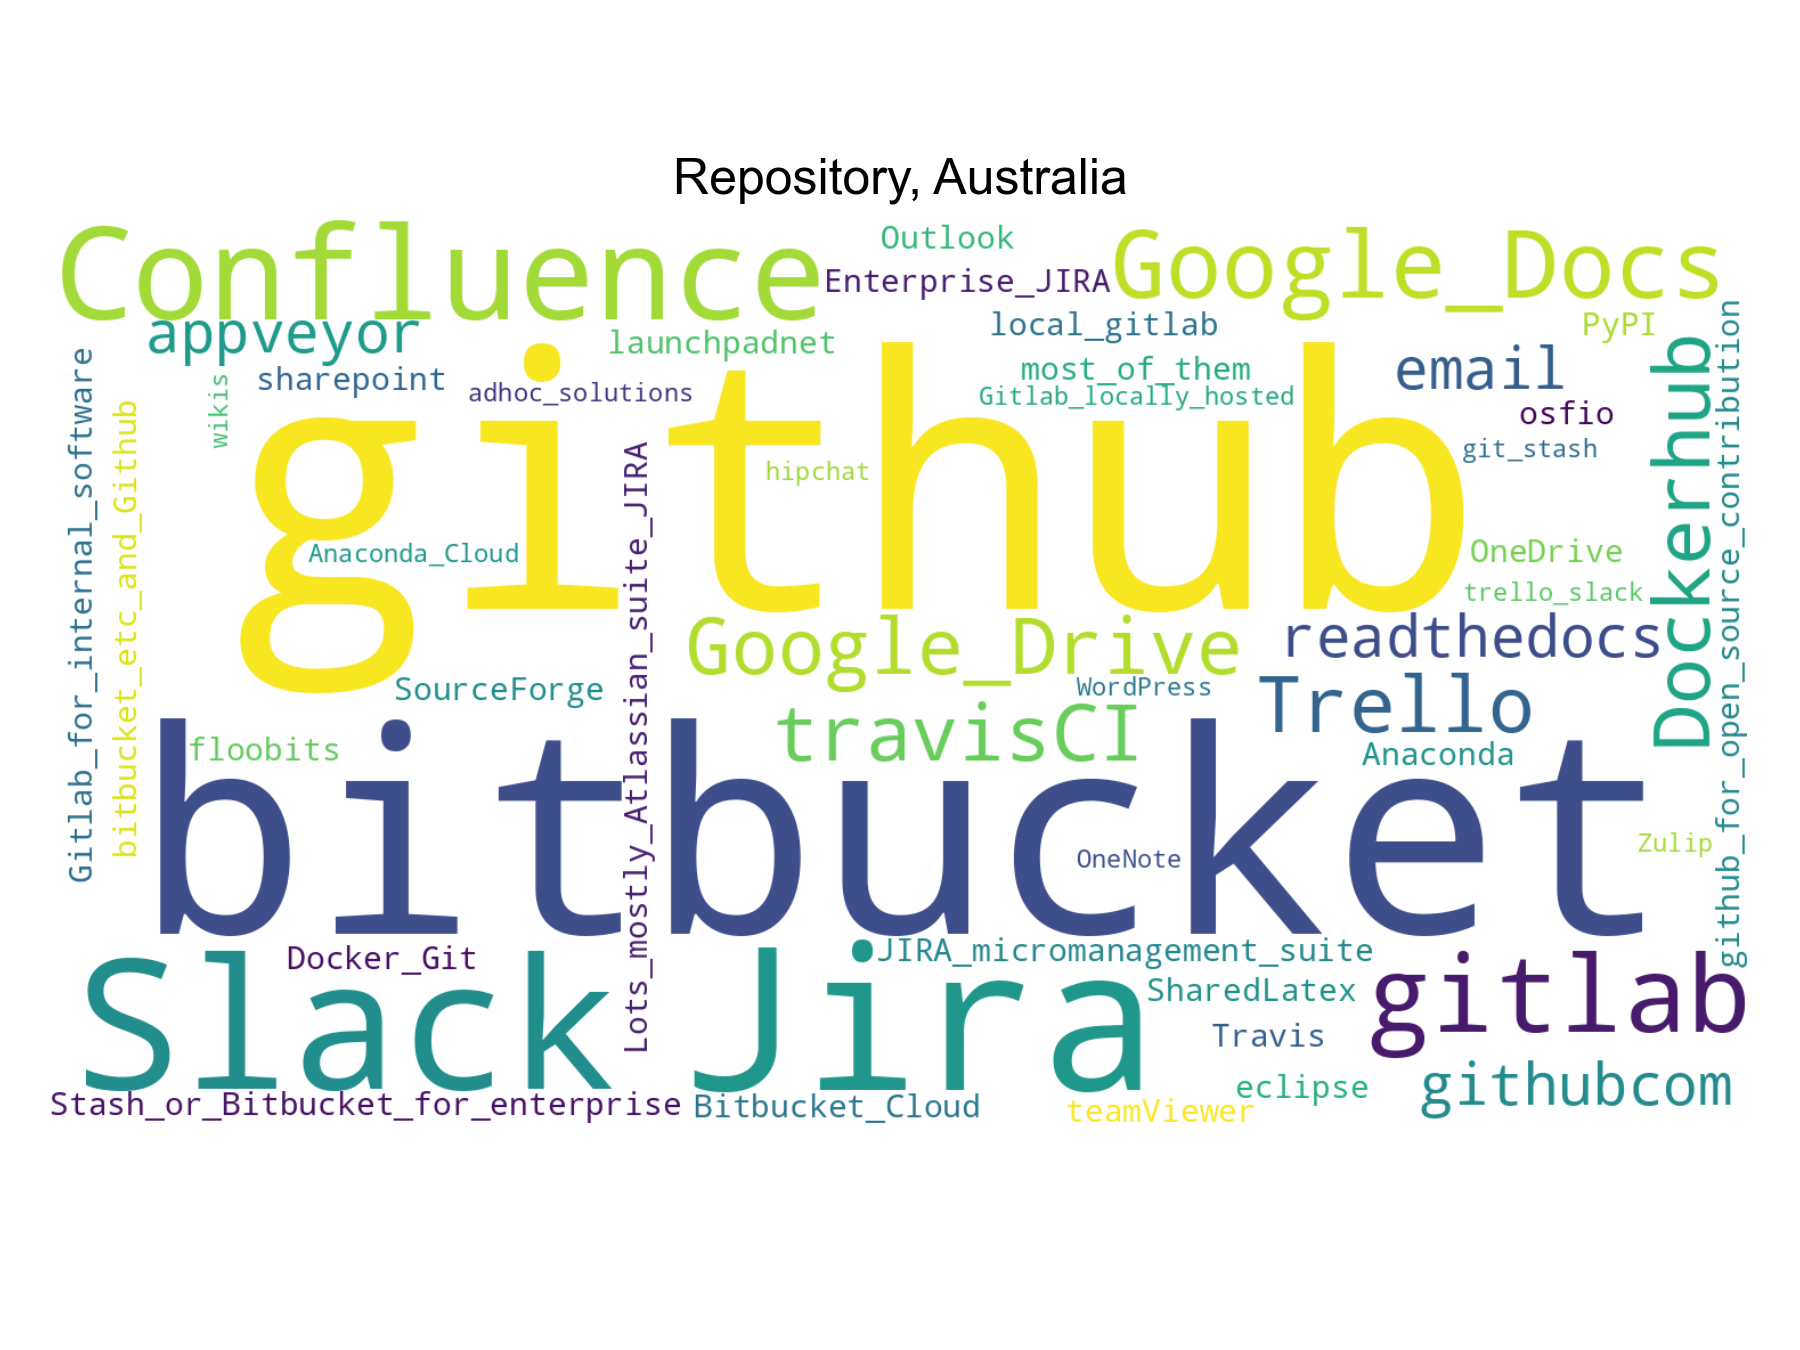 Repository, Australia
Confluence
Outlook
Google_Docs
Enterprise_JIRA
appveyor
launchpadnet
local_gitlab
PyPI
sharepoint
adhoc_solutions
most_of_them
Gitlab_locally_hosted
email
wikis
osfio
git_stash
github
hipchat
Gitlab_for_internal_software
bitbucket_etc_and_Github
Lots_mostly_Atlassian_suite_JIRA
Dockerhub
github_for_open_source_contribution
Anaconda_Cloud
OneDrive
trello_slack
Google_Drive
readthedocs
SourceForge
WordPress
Trello
travisCI
floobits
Anaconda
bitbucket
OneNote
Zulip
Docker_Git
JIRA_micromanagement_suite
Slack
Jira
SharedLatex
gitlab
Travis
eclipse
githubcom
Stash_or_Bitbucket_for_enterprise
Bitbucket_Cloud
teamViewer